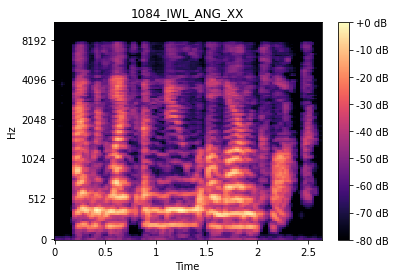 1084_IWL_ANG_XX
8192
4096
2048
1024
512
0
Hz
0 0.5 1 1.5 2 2.5
Time
+0 dB
-10 dB
-20 dB
-30 dB
-40 dB
-50 dB
-60 dB
-70 dB
-80 dB